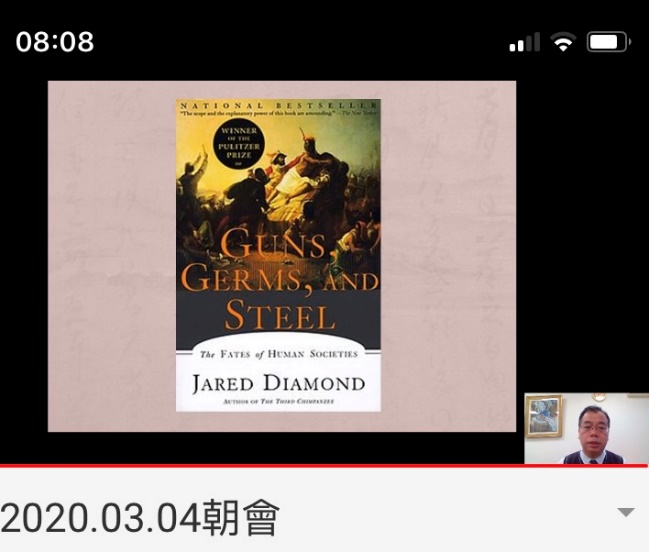 08:08
NATIONAL BESTSELLER
"The scope and the explanatory power of this book are astounding." —The New Yorker
WINNER
OF THE
PULITZER
PRIZE
GUNS,
GERMS, AND
STEEL
The FATES of HUMAN SOCIETIES
JARED DIAMOND
AUTHOR OF THE THIRD CHIMPANZEE
2020.03.04朝會